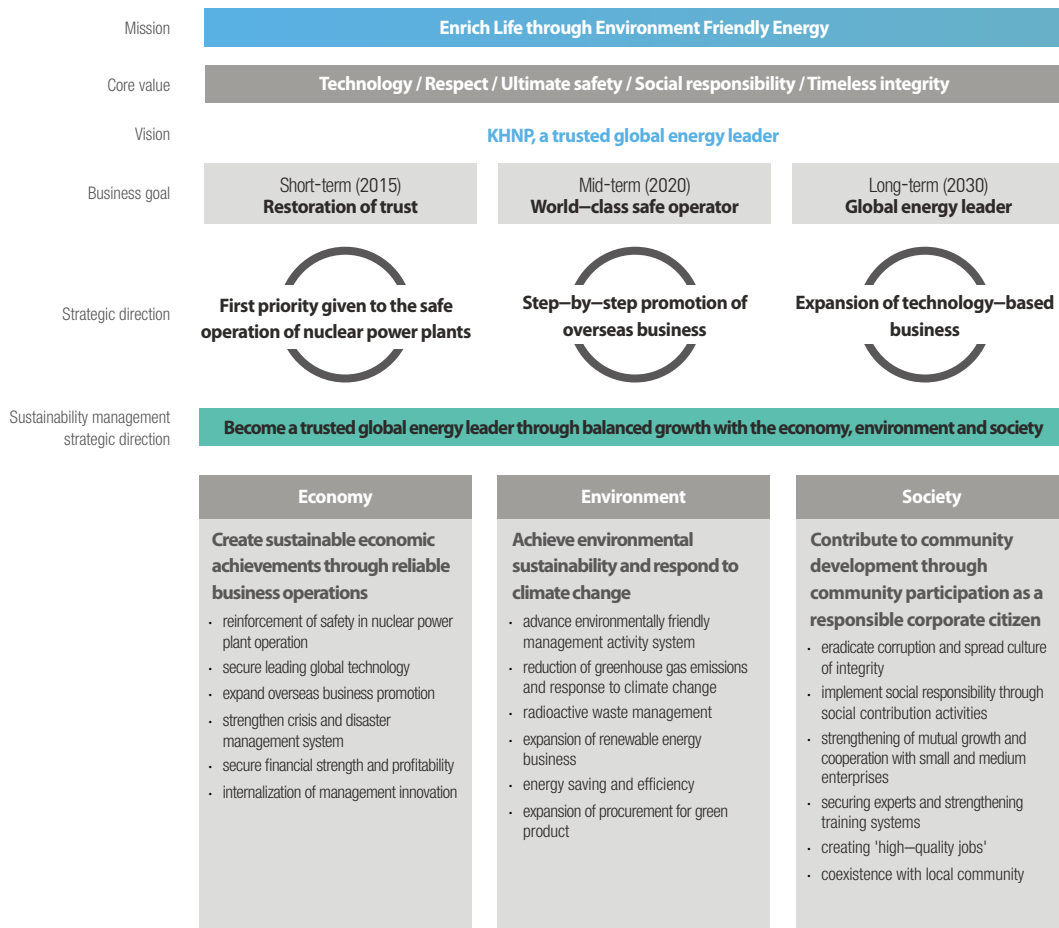 Mission
Enrich Life through Environment Friendly Energy
Core value
Technology / Respect / Ultimate safety / Social responsibility / Timeless integrity
Vision
KHNP, a trusted global energy leader
Business goal
Short-term (2015)
Restoration of trust
Mid-term (2020)
World–class safe operator
Long-term (2030)
Global energy leader
Strategic direction
First priority given to the safe
operation of nuclear power plants
Step–by–step promotion of
overseas business
Expansion of technology–based
business
Sustainability management
strategic direction
Become a trusted global energy leader through balanced growth with the economy, environment and society
Economy
Create sustainable economic
achievements through reliable
business operations
· reinforcement of safety in nuclear power
plant operation
· secure leading global technology
· expand overseas business promotion
· strengthen crisis and disaster
management system
· secure financial strength and profitability
· internalization of management innovation
Environment
Achieve environmental
sustainability and respond to
climate change
· advance environmentally friendly
management activity system
· reduction of greenhouse gas emissions
and response to climate change
· radioactive waste management
· expansion of renewable energy
business
· energy saving and efficiency
· expansion of procurement for green
product
Society
Contribute to community
development through
community participation as a
responsible corporate citizen
· eradicate corruption and spread culture
of integrity
· implement social responsibility through
social contribution activities
· strengthening of mutual growth and
cooperation with small and medium
enterprises
· securing experts and strengthening
training systems
· creating 'high–quality jobs'
· coexistence with local community